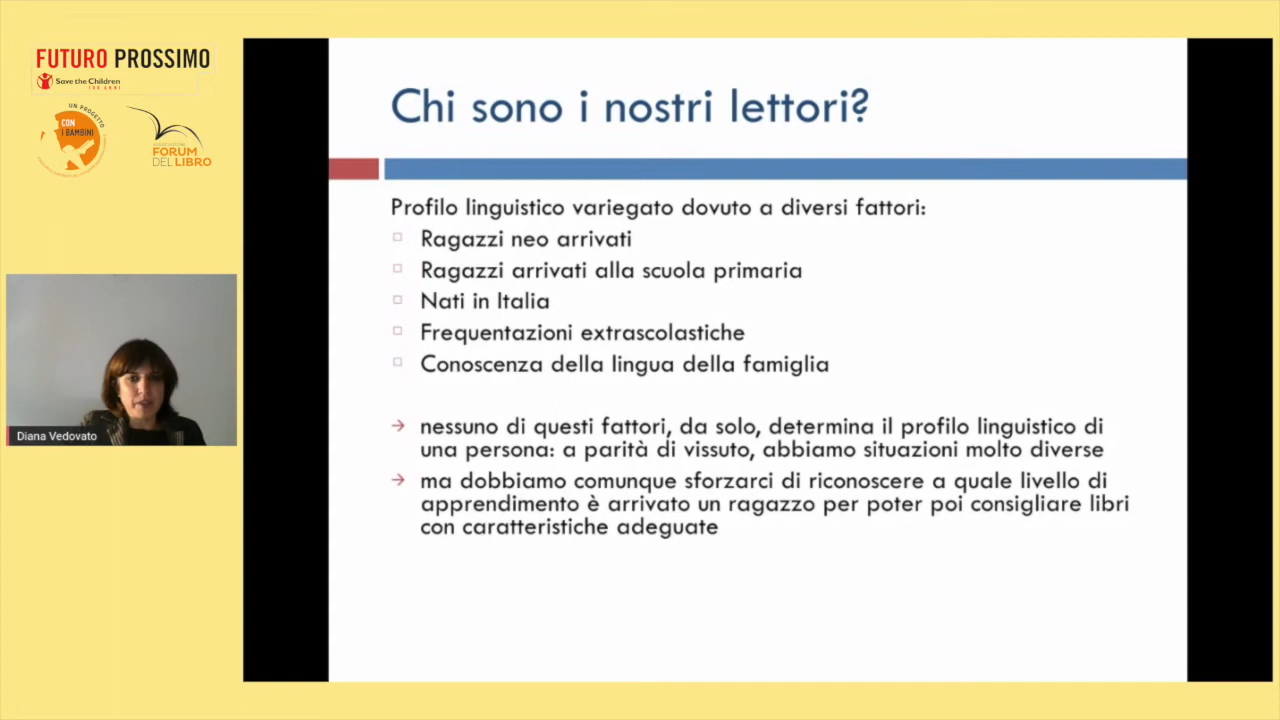 FUTURO PROSSIMO
Save the Children
100 ANNI
UN PROGETTO
CON
I BAMBINI
ASSOCIAZIONE
FORUM
DEL LIBRO
Diana Vedovato
Chi sono i nostri lettori?
Profilo linguistico variegato dovuto a diversi fattori:
Ragazzi neo arrivati
Ragazzi arrivati alla scuola primaria
Nati in Italia
Frequentazioni extrascolastiche
Conoscenza della lingua della famiglia
→ nessuno di questi fattori, da solo, determina il profilo linguistico di
una persona: a parità di vissuto, abbiamo situazioni molto diverse
→ ma dobbiamo comunque sforzarci di riconoscere a quale livello di
apprendimento è arrivato un ragazzo per poter poi consigliare libri
con caratteristiche adeguate